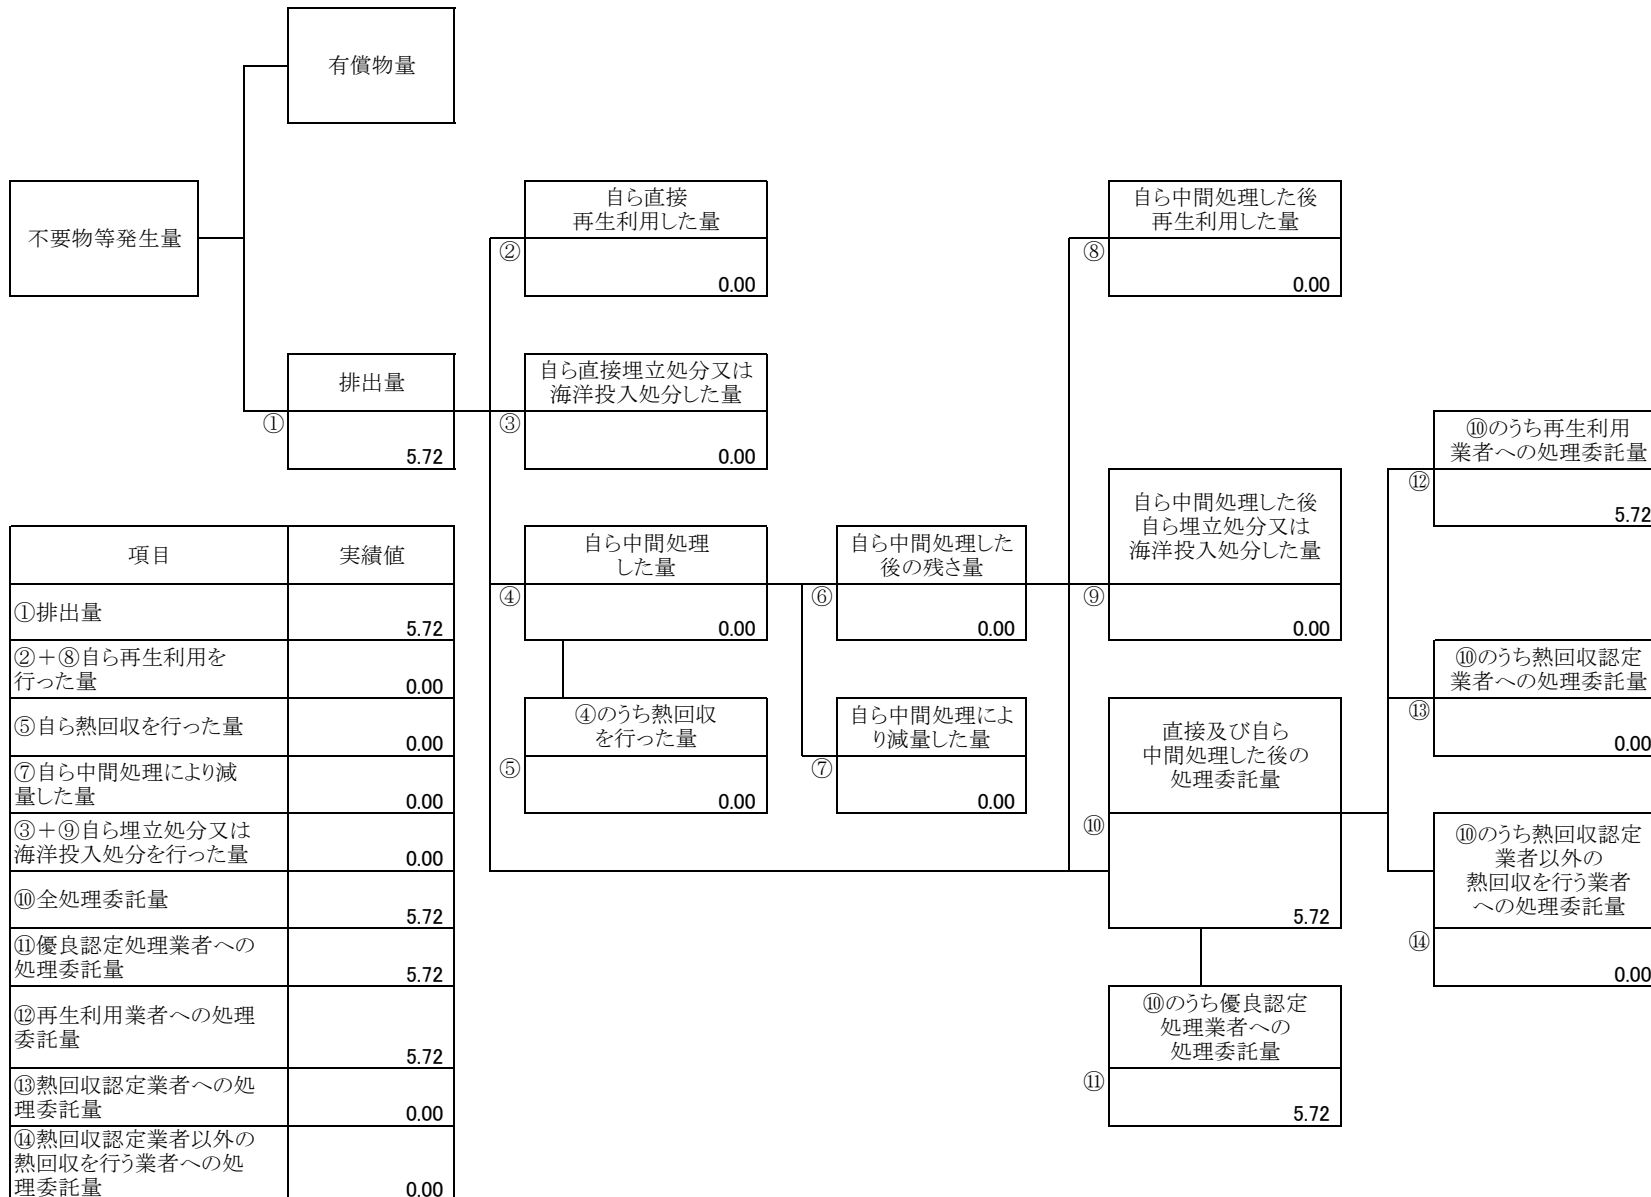 有償物量
不要物等発生量
自ら直接
再生利用した量
②
0.00
自ら中間処理した後
再生利用した量
⑧
0.00
排出量
①
5.72
自ら直接埋立処分又は
海洋投入処分した量
③
0.00
⑩のうち再生利用
業者への処理委託量
⑫
5.72
自ら中間処理
した量
④
0.00
自ら中間処理した
後の残さ量
⑥
0.00
自ら中間処理した後
自ら埋立処分又は
海洋投入処分した量
⑨
0.00
⑩のうち熱回収認定
業者への処理委託量
⑬
0.00
④のうち熱回収
を行った量
⑤
0.00
自ら中間処理によ
り減量した量
⑦
0.00
直接及び自ら
中間処理した後の
処理委託量
⑩
5.72
⑩のうち熱回収認定
業者以外の
熱回収を行う業者
への処理委託量
⑭
0.00
⑩のうち優良認定
処理業者への
処理委託量
⑪
5.72
項目 実績値
①排出量 5.72
②＋⑧自ら再生利用を
行った量 0.00
⑤自ら熱回収を行った量 0.00
⑦自ら中間処理により減
量した量 0.00
③＋⑨自ら埋立処分又は
海洋投入処分を行った量 0.00
⑩全処理委託量 5.72
⑪優良認定処理業者への
処理委託量 5.72
⑫再生利用業者への処理
委託量 5.72
⑬熱回収認定業者への処
理委託量 0.00
⑭熱回収認定業者以外の
熱回収を行う業者への処
理委託量 0.00